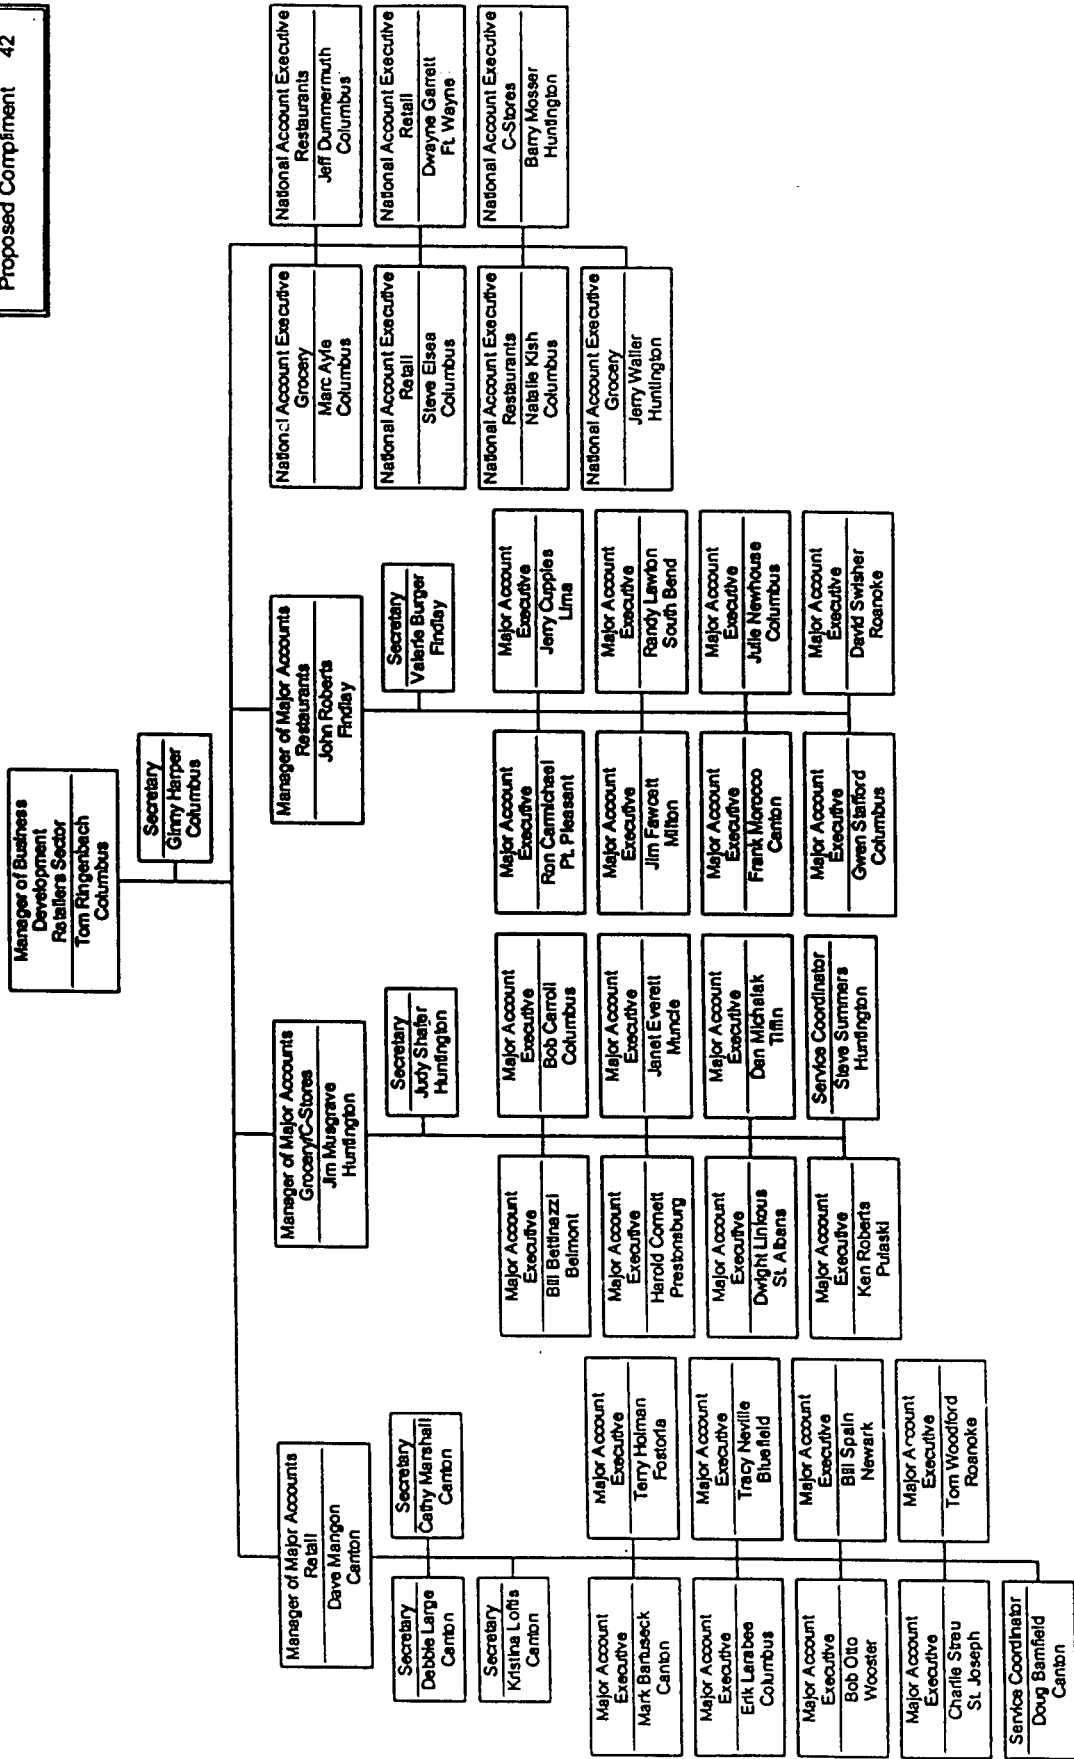 Proposed Compliment 42
Manager of Business
Development
Retailers Sector
Tom Ringenbach
Columbus
Secretary
Ginny Harper
Columbus
Manager of Major Accounts
Retail
Dave Mangon
Canton
Secretary
Debbie Large
Canton
Secretary
Cathy Marshall
Canton
Secretary
Kristina Loftis
Canton
Major Account
Executive
Mark Bartuseck
Canton
Major Account
Executive
Terry Holman
Fostoria
Major Account
Executive
Erik Larabee
Columbus
Major Account
Executive
Tracy Neville
Bluefield
Major Account
Executive
Bob Otto
Wooster
Major Account
Executive
Bill Spain
Newark
Major Account
Executive
Charlie Streu
St. Joseph
Major Account
Executive
Tom Woodford
Roanoke
Service Coordinator
Doug Bamfield
Canton
Manager of Major Accounts
Grocery/C-Stores
Jim Musgrave
Huntington
Secretary
Judy Shafer
Huntington
Major Account
Executive
Bill Bettinazzi
Belmont
Major Account
Executive
Bob Carroll
Columbus
Major Account
Executive
Harold Cornett
Prestonsburg
Major Account
Executive
Janet Everett
Muncie
Major Account
Executive
Dwight Linkous
St. Albans
Major Account
Executive
Dan Michalak
Tiffin
Major Account
Executive
Ken Roberts
Pulaski
Service Coordinator
Steve Summers
Huntington
Manager of Major Accounts
Restaurants
John Roberts
Findlay
Secretary
Valerie Burger
Findlay
Major Account
Executive
Ron Carmichael
Pt. Pleasant
Major Account
Executive
Jerry Cupples
Lima
Major Account
Executive
Jim Fawcett
Milton
Major Account
Executive
Randy Lawton
South Bend
Major Account
Executive
Frank Morocco
Canton
Major Account
Executive
Julie Newhouse
Columbus
Major Account
Executive
Gwen Stafford
Columbus
Major Account
Executive
David Swisher
Roanoke
National Account Executive
Grocery
Marc Ayle
Columbus
National Account Executive
Restaurants
Jeff Dummermuth
Columbus
National Account Executive
Retail
Steve Elsea
Columbus
National Account Executive
Retail
Dwayne Garrett
Ft. Wayne
National Account Executive
Restaurants
Natalie Kish
Columbus
National Account Executive
C-Stores
Barry Mosser
Huntington
National Account Executive
Grocery
Jerry Waller
Huntington